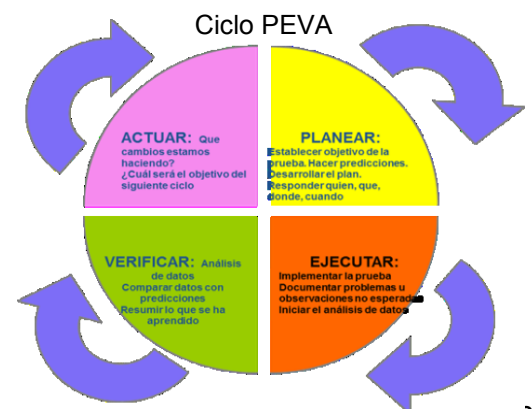 Ciclo PEVA
ACTUAR: Que
cambios estamos
haciendo?
¿Cuál será el objetivo del
siguiente ciclo
PLANEAR:
Establecer objetivo de la
prueba. Hacer predicciones.
Desarrollar el plan.
Responder quien, que,
donde, cuando
VERIFICAR: Análisis
de datos
Comparar datos con
predicciones
Resumir lo que se ha
aprendido
EJECUTAR:
Implementar la prueba
Documentar problemas u
observaciones no esperadas
Iniciar el análisis de datos